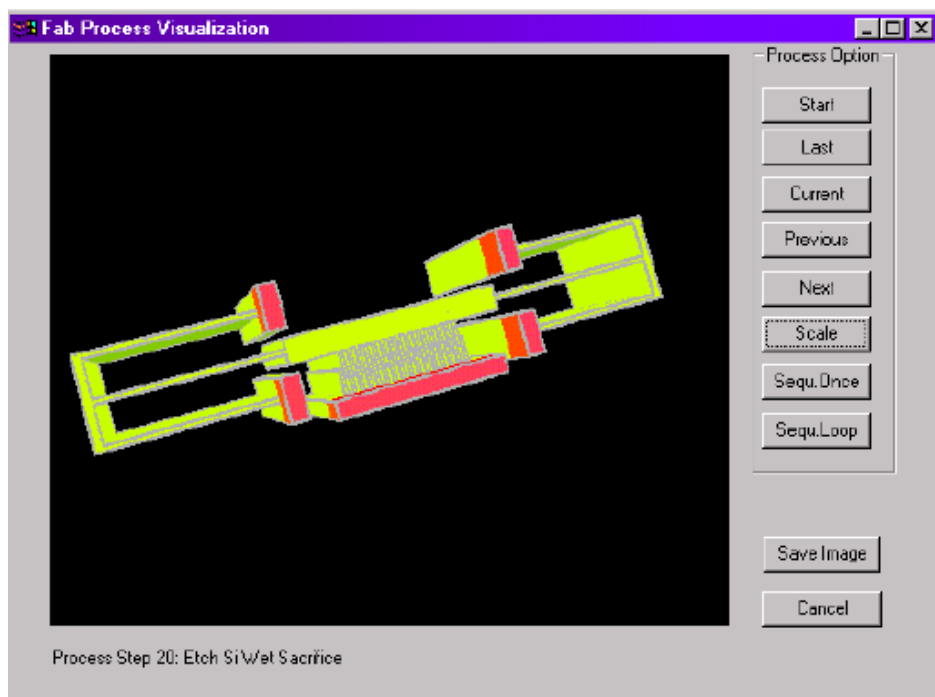 Fab Process Visualization
Process Option
Start
Last
Current
Previous
Next
Scale
Sequ.Once
Sequ.Loop
Save Image
Cancel
Process Step 20: Etch Si Wet Sacrifice